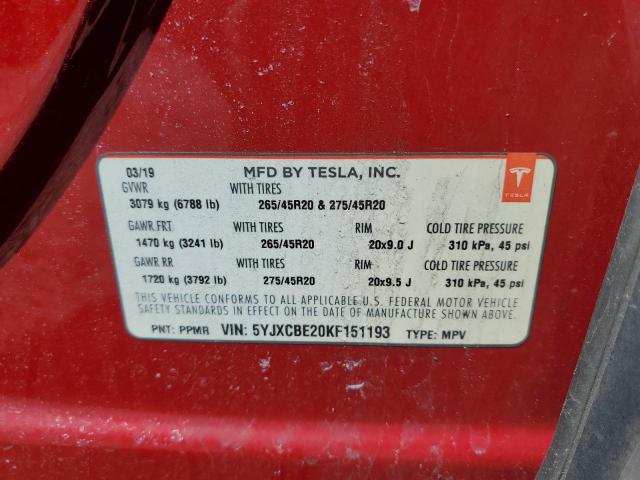 03/19 MFD BY TESLA, INC.
GVWR WITH TIRES
3079 kg (6788 lb) 265/45R20 & 275/45R20
GAWR FRT WITH TIRES RIM COLD TIRE PRESSURE
1470 kg (3241 lb) 265/45R20 20x9.0 J 310 kPa, 45 psi
GAWR RR WITH TIRES RIM COLD TIRE PRESSURE
1720 kg (3792 lb) 275/45R20 20x9.5 J 310 kPa, 45 psi
THIS VEHICLE CONFORMS TO ALL APPLICABLE U.S. FEDERAL MOTOR VEHICLE
SAFETY STANDARDS IN EFFECT ON THE DATE OF MANUFACTURE SHOWN ABOVE.
PNT: PPMR VIN: 5YJXCBE20KF151193 TYPE: MPV